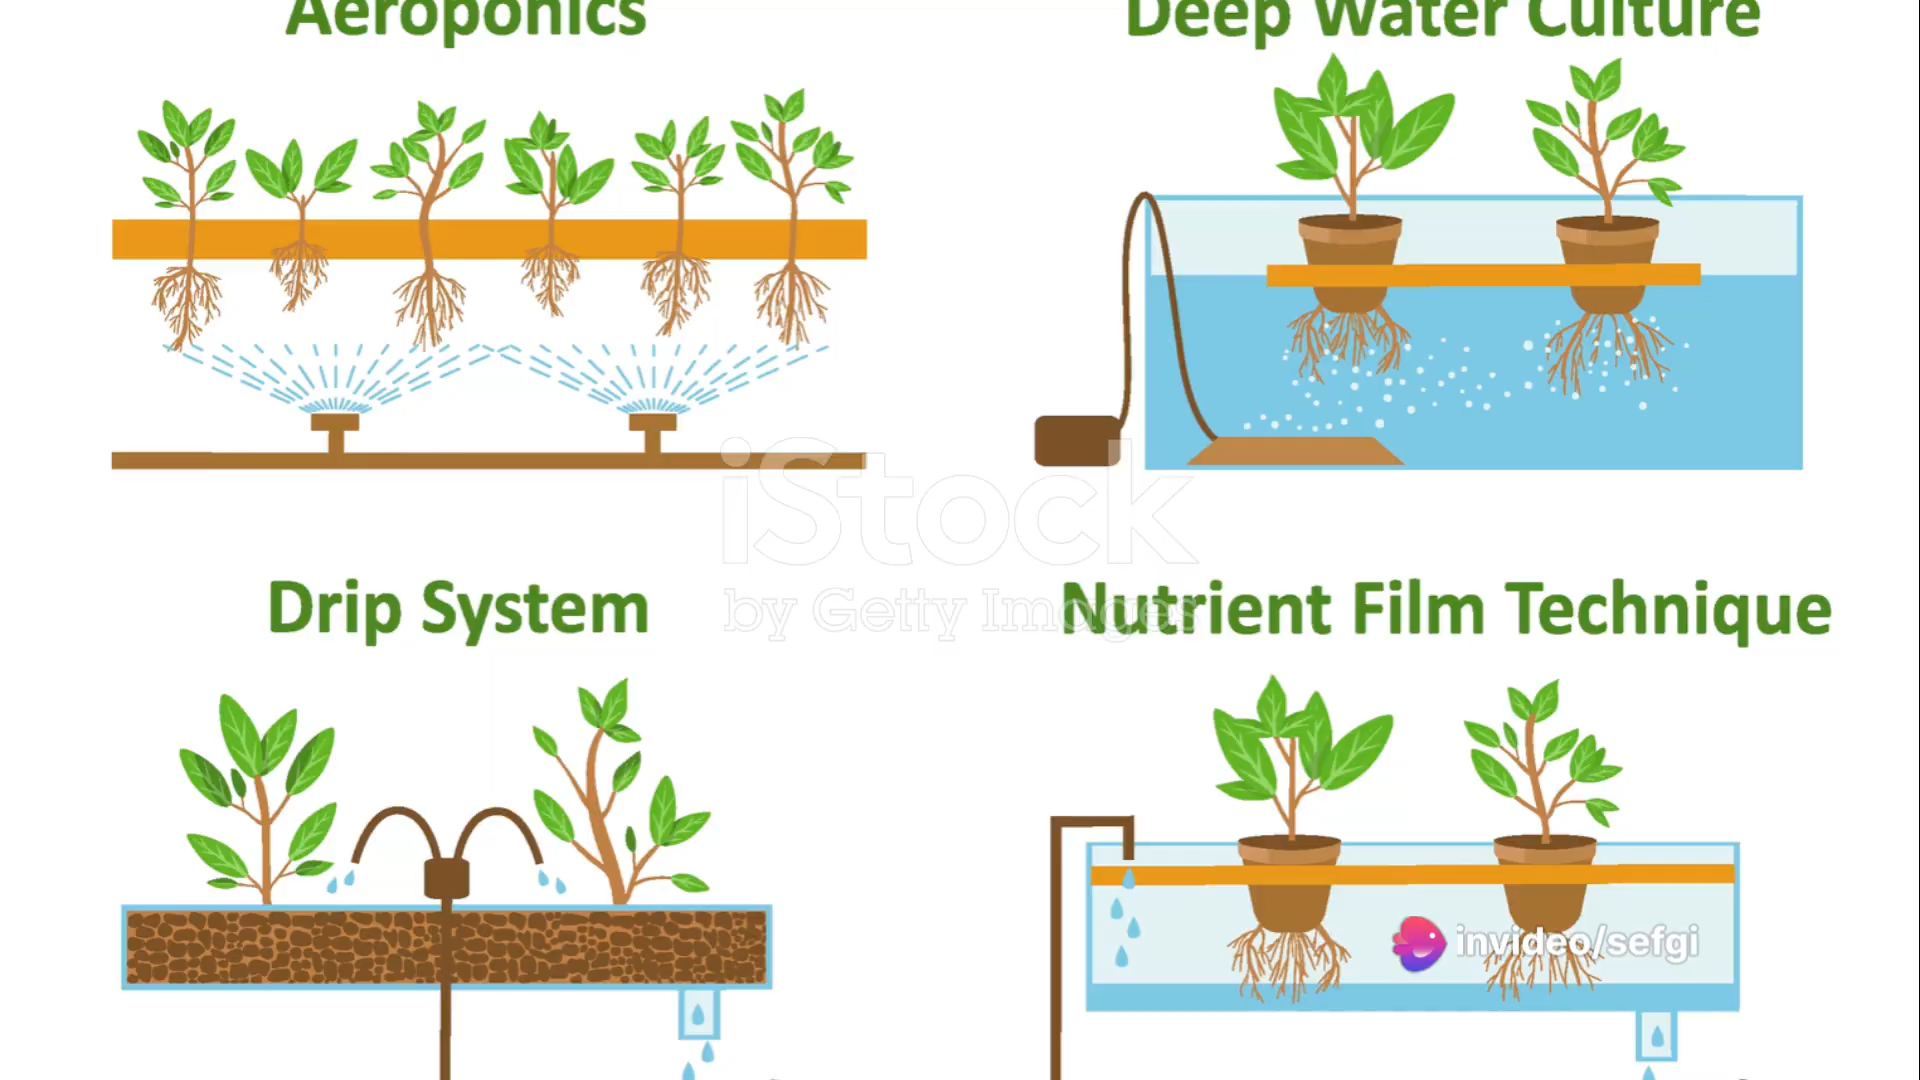 Aeroponics
Deep Water Culture
iStock
by Getty Images
Drip System
Nutrient Film Technique
invideo/sefgi